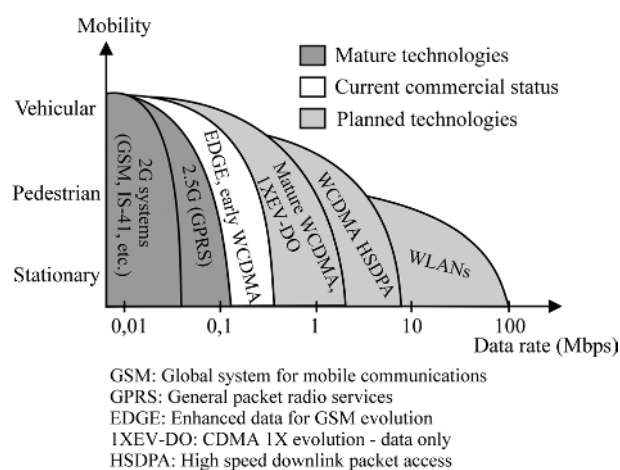 Mobility
Mature technologies
Current commercial status
Planned technologies
Vehicular
Pedestrian
Stationary
2G systems
(GSM, IS-41, etc.)
2.5G (GPRS)
EDGE, early WCDMA
Mature WCDMA,
1XEV-DO
WCDMA HSDPA
WLANs
0,01 0,1 1 10 100
Data rate (Mbps)
GSM: Global system for mobile communications
GPRS: General packet radio services
EDGE: Enhanced data for GSM evolution
1XEV-DO: CDMA 1X evolution - data only
HSDPA: High speed downlink packet access